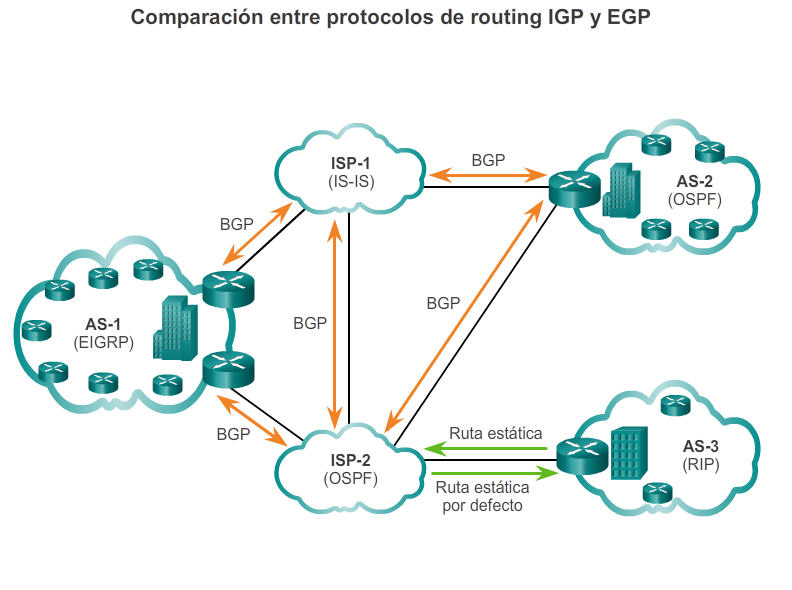 Comparación entre protocolos de routing IGP y EGP
ISP-1
(IS-IS)
BGP
AS-2
(OSPF)
BGP
BGP
BGP
AS-1
(EIGRP)
BGP
ISP-2
(OSPF)
Ruta estática
Ruta estática
por defecto
AS-3
(RIP)